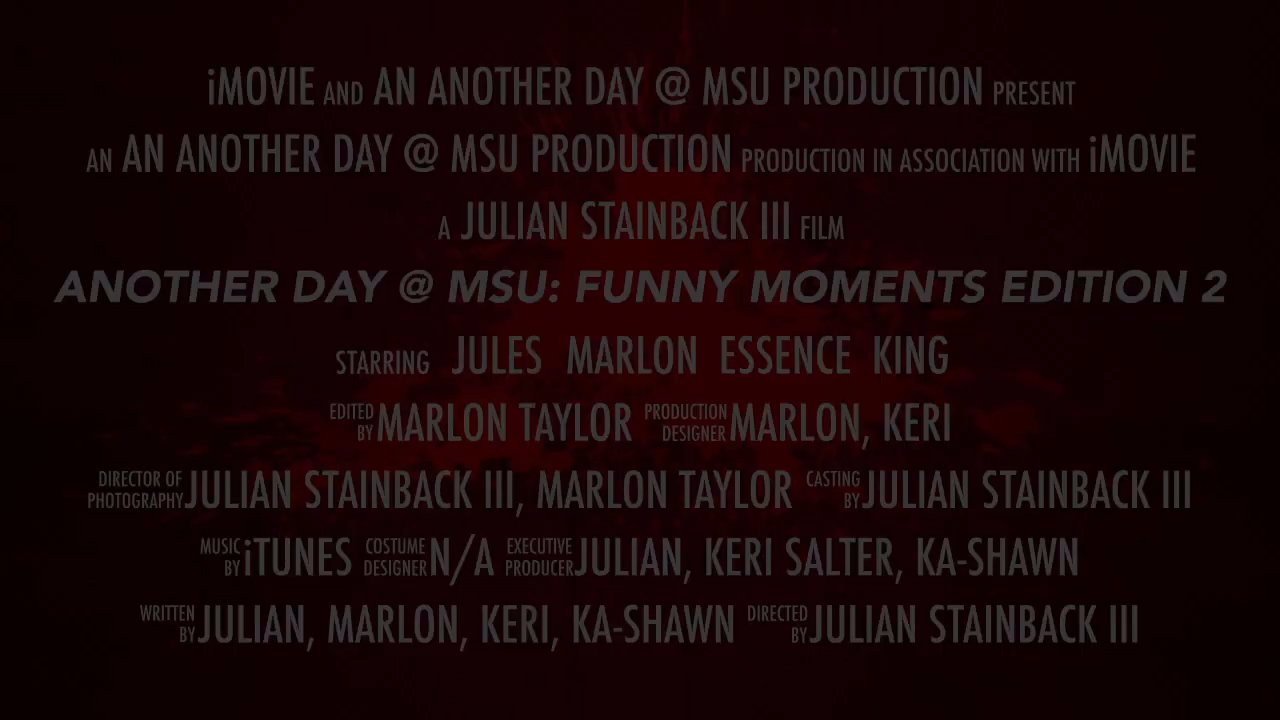 iMOVIE AND AN ANOTHER DAY @ MSU PRODUCTION PRESENT
AN AN ANOTHER DAY @ MSU PRODUCTION PRODUCTION IN ASSOCIATION WITH iMOVIE
A JULIAN STAINBACK III FILM
ANOTHER DAY @ MSU: FUNNY MOMENTS EDITION 2
STARRING JULES MARLON ESSENCE KING
EDITED BY MARLON TAYLOR PRODUCTION DESIGNER MARLON, KERI
DIRECTOR OF PHOTOGRAPHY JULIAN STAINBACK III, MARLON TAYLOR CASTING BY JULIAN STAINBACK III
MUSIC BY iTUNES COSTUME DESIGNER N/A EXECUTIVE PRODUCER JULIAN, KERI SALTER, KA-SHAWN
WRITTEN BY JULIAN, MARLON, KERI, KA-SHAWN DIRECTED BY JULIAN STAINBACK III